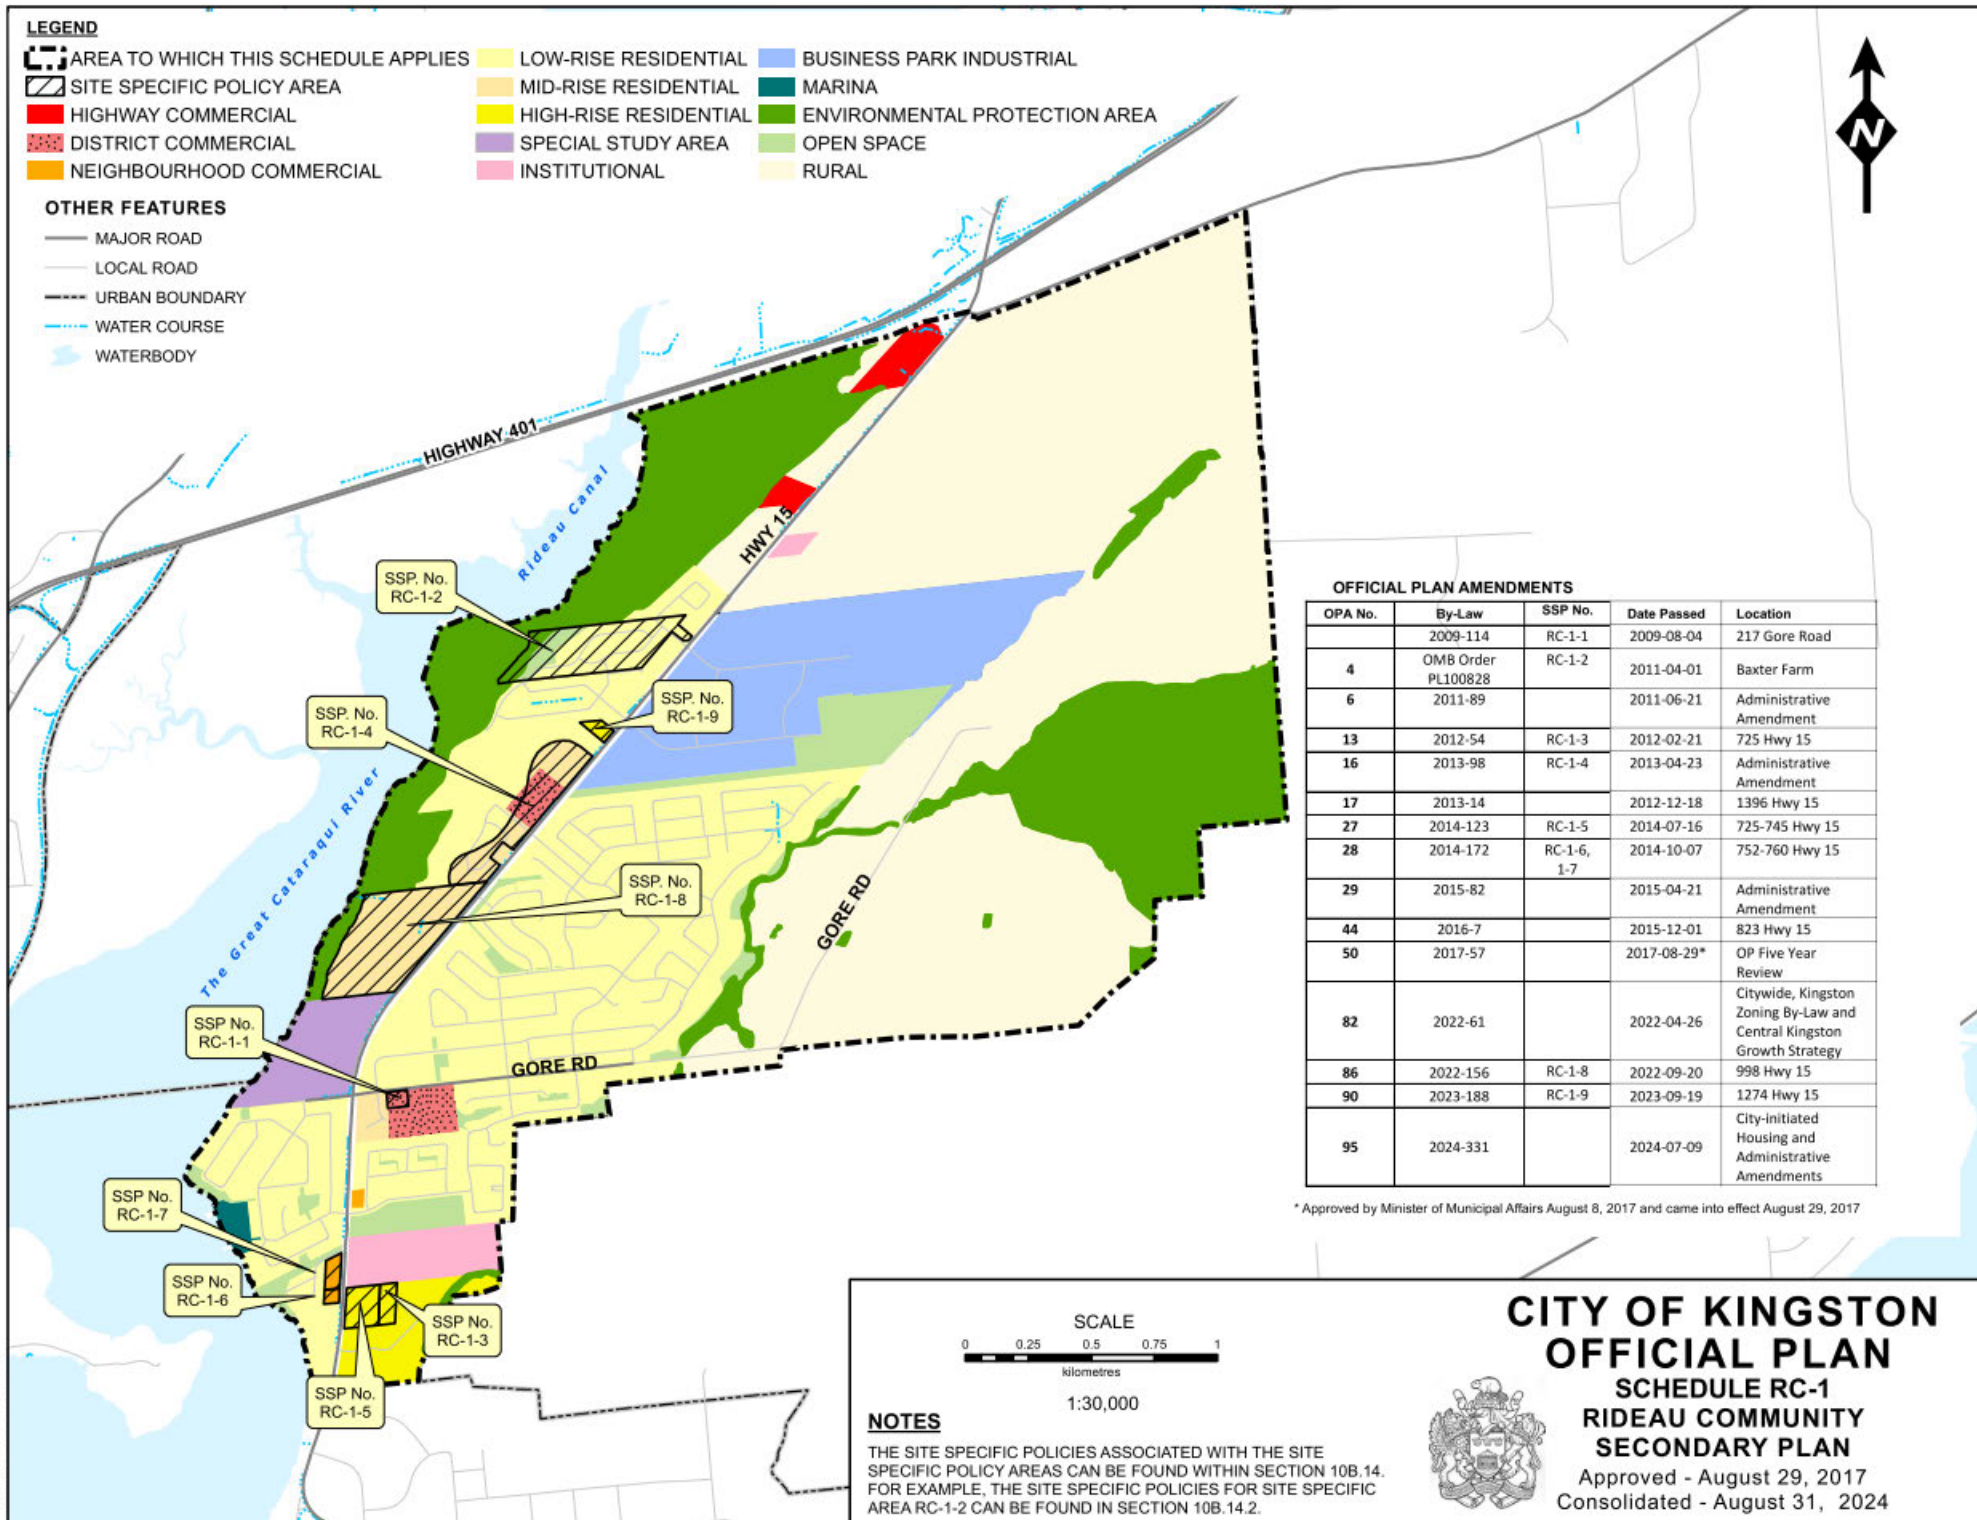 LEGEND
AREA TO WHICH THIS SCHEDULE APPLIES
SITE SPECIFIC POLICY AREA
HIGHWAY COMMERCIAL
DISTRICT COMMERCIAL
NEIGHBOURHOOD COMMERCIAL
LOW-RISE RESIDENTIAL
MID-RISE RESIDENTIAL
HIGH-RISE RESIDENTIAL
SPECIAL STUDY AREA
INSTITUTIONAL
BUSINESS PARK INDUSTRIAL
MARINA
ENVIRONMENTAL PROTECTION AREA
OPEN SPACE
RURAL
OTHER FEATURES
MAJOR ROAD
LOCAL ROAD
URBAN BOUNDARY
WATER COURSE
WATERBODY
N
HIGHWAY 401
Rideau Canal
HWY 15
SSP. No.
RC-1-2
SSP. No.
RC-1-9
SSP. No.
RC-1-4
The Great Cataraqui River
SSP. No.
RC-1-8
GORE RD
SSP No.
RC-1-1
GORE RD
SSP No.
RC-1-7
SSP No.
RC-1-6
SSP No.
RC-1-3
SSP No.
RC-1-5
OFFICIAL PLAN AMENDMENTS
OPA No. By-Law SSP No. Date Passed Location
2009-114 RC-1-1 2009-08-04 217 Gore Road
4 OMB Order PL100828 RC-1-2 2011-04-01 Baxter Farm
6 2011-89 2011-06-21 Administrative Amendment
13 2012-54 RC-1-3 2012-02-21 725 Hwy 15
16 2013-98 RC-1-4 2013-04-23 Administrative Amendment
17 2013-14 2012-12-18 1396 Hwy 15
27 2014-123 RC-1-5 2014-07-16 725-745 Hwy 15
28 2014-172 RC-1-6, 1-7 2014-10-07 752-760 Hwy 15
29 2015-82 2015-04-21 Administrative Amendment
44 2016-7 2015-12-01 823 Hwy 15
50 2017-57 2017-08-29* OP Five Year Review
82 2022-61 2022-04-26 Citywide, Kingston Zoning By-Law and Central Kingston Growth Strategy
86 2022-156 RC-1-8 2022-09-20 998 Hwy 15
90 2023-188 RC-1-9 2023-09-19 1274 Hwy 15
95 2024-331 2024-07-09 City-initiated Housing and Administrative Amendments
* Approved by Minister of Municipal Affairs August 8, 2017 and came into effect August 29, 2017
SCALE
0 0.25 0.5 0.75 1
kilometres
1:30,000
NOTES
THE SITE SPECIFIC POLICIES ASSOCIATED WITH THE SITE
SPECIFIC POLICY AREAS CAN BE FOUND WITHIN SECTION 10B.14.
FOR EXAMPLE, THE SITE SPECIFIC POLICIES FOR SITE SPECIFIC
AREA RC-1-2 CAN BE FOUND IN SECTION 10B.14.2.
CITY OF KINGSTON
OFFICIAL PLAN
SCHEDULE RC-1
RIDEAU COMMUNITY
SECONDARY PLAN
Approved - August 29, 2017
Consolidated - August 31, 2024